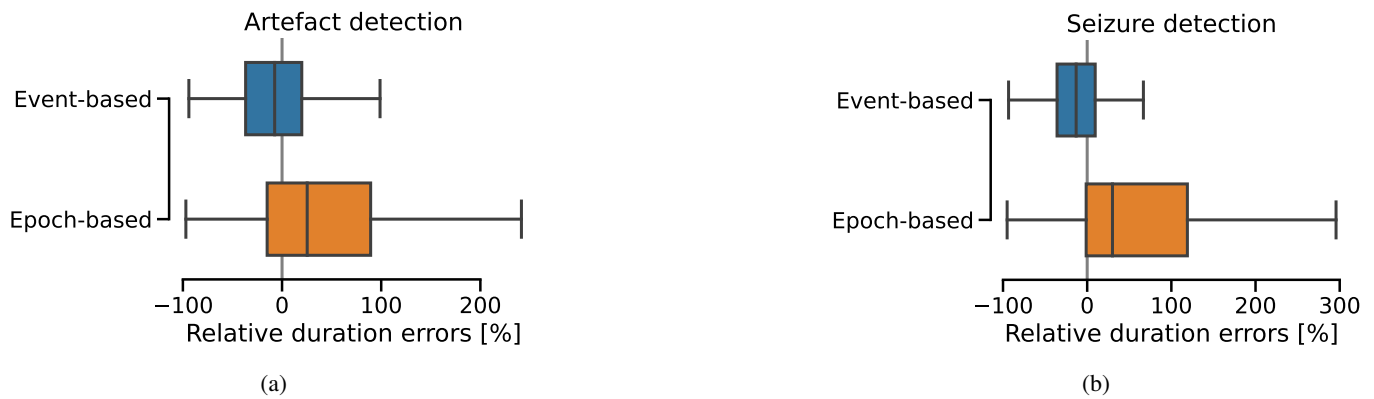 Artefact detection
Event-based
Epoch-based
−100 0 100 200
Relative duration errors [%]
(a)
Seizure detection
Event-based
Epoch-based
−100 0 100 200 300
Relative duration errors [%]
(b)